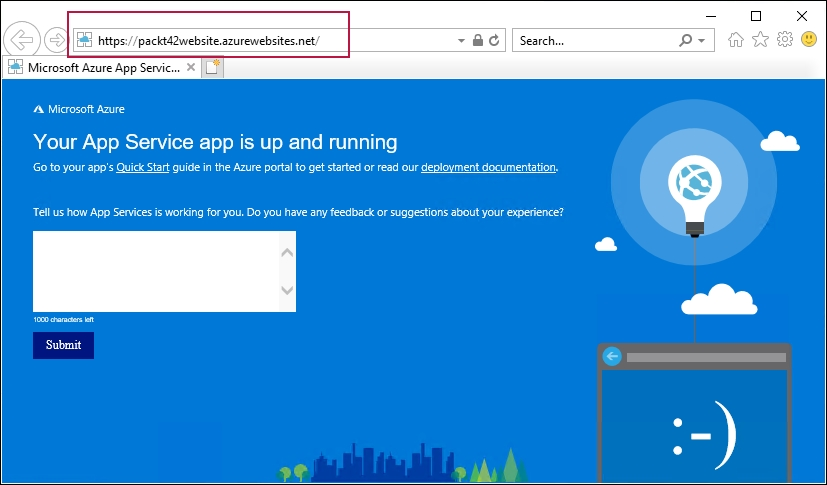 https://packt42website.azurewebsites.net/
Search...
Microsoft Azure App Servic...
Microsoft Azure
Your App Service app is up and running
Go to your app's Quick Start guide in the Azure portal to get started or read our deployment documentation.
Tell us how App Services is working for you. Do you have any feedback or suggestions about your experience?
1000 characters left
Submit
:-)